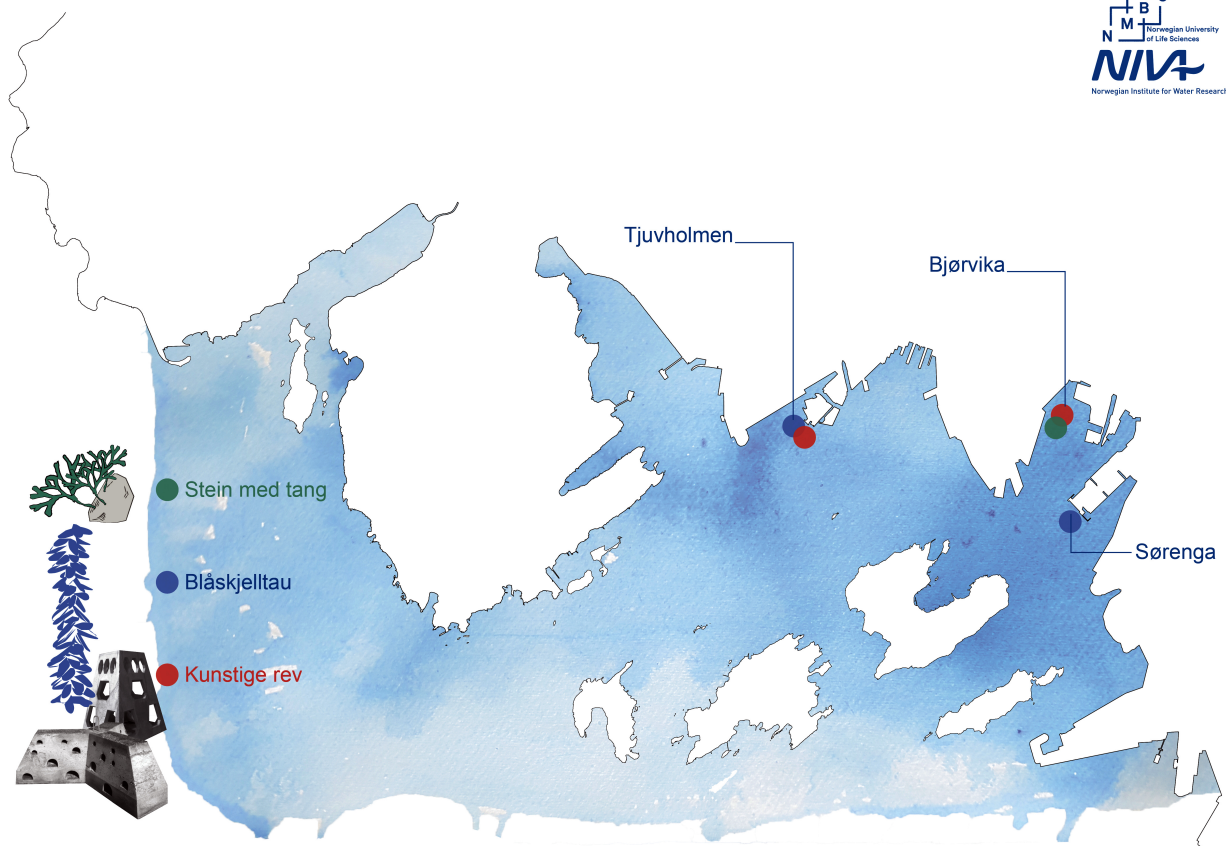 B
M
N
Norwegian University
of Life Sciences
NIVA
Norwegian Institute for Water Research
Tjuvholmen
Bjørvika
Stein med tang
Sørenga
Blåskjelltau
Kunstige rev